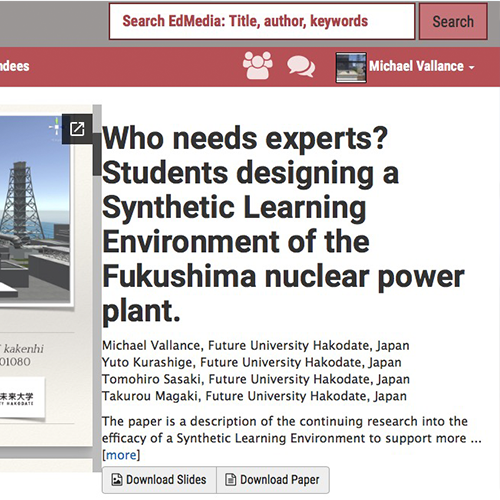 Search EdMedia: Title, author, keywords
Search
ndees
Michael Vallance
Who needs experts?
Students designing a
Synthetic Learning
Environment of the
Fukushima nuclear power
plant.
kakenhi
01080
未来大学
HAKODATE
Michael Vallance, Future University Hakodate, Japan
Yuto Kurashige, Future University Hakodate, Japan
Tomohiro Sasaki, Future University Hakodate, Japan
Takurou Magaki, Future University Hakodate, Japan
The paper is a description of the continuing research into the
efficacy of a Synthetic Learning Environment to support more ...
[more]
Download Slides
Download Paper